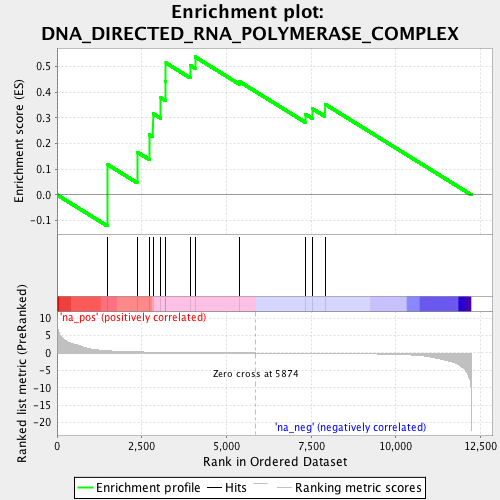 Enrichment plot:
DNA_DIRECTED_RNA_POLYMERASE_COMPLEX
Enrichment score (ES)
0.5
0.4
0.3
0.2
0.1
0.0
-0.1
Ranked list metric (PreRanked)
10
5
0
-5
-10
-15
-20
'na_pos' (positively correlated)
Zero cross at 5874
'na_neg' (negatively correlated)
0
2,500
5,000
7,500
10,000
12,500
Rank in Ordered Dataset
Enrichment profile
Hits
Ranking metric scores